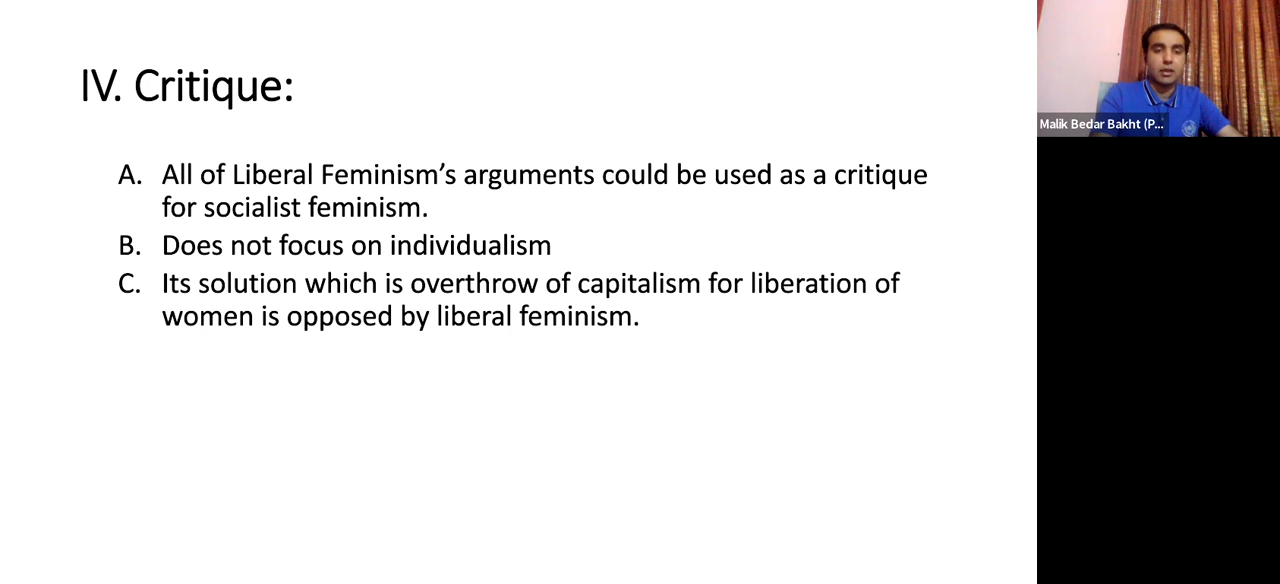 IV. Critique:
A. All of Liberal Feminism's arguments could be used as a critique
for socialist feminism.
B. Does not focus on individualism
C. Its solution which is overthrow of capitalism for liberation of
women is opposed by liberal feminism.
Malik Bedar Bakht (P...